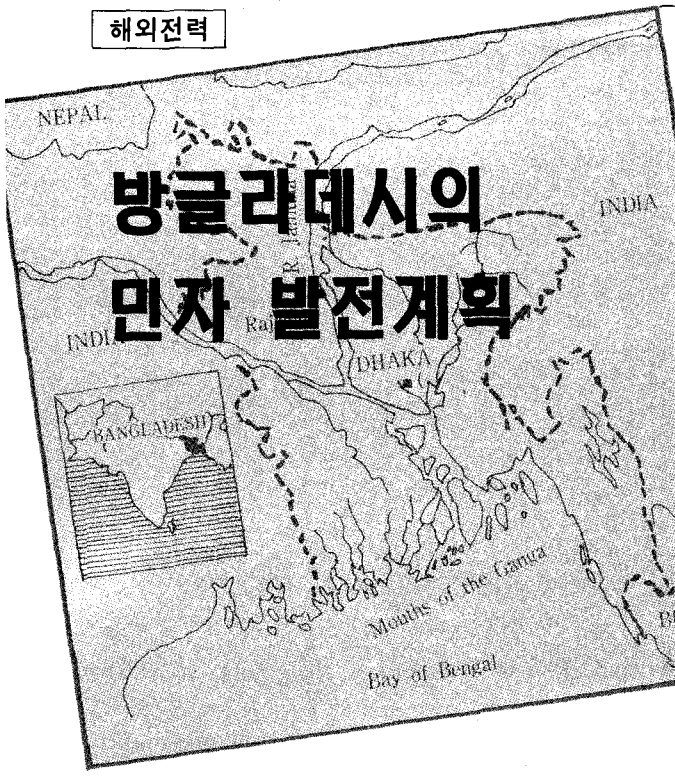 해외전력
방글라데시의
민자 발전계획
NEPAL
INDIA
INDIA
DHAKA
BANGLADESH
Mouths of the Ganga
Bay of Bengal